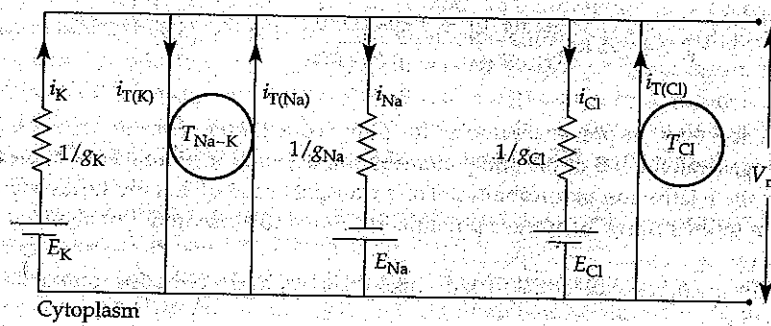 i_K
i_T(K)
i_T(Na)
i_Na
i_Cl
i_T(Cl)
1/g_K
T_Na–K
1/g_Na
1/g_Cl
T_Cl
E_K
E_Na
E_Cl
Cytoplasm